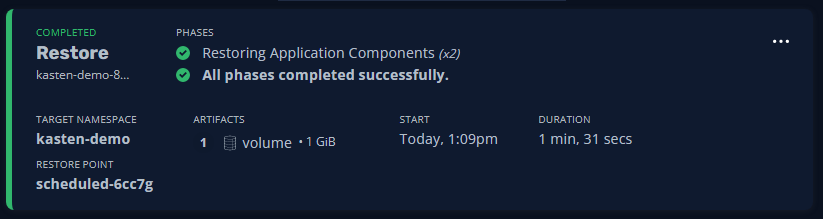 COMPLETED
Restore
kasten-demo-8...
PHASES
Restoring Application Components (x2)
All phases completed successfully.
TARGET NAMESPACE
kasten-demo
ARTIFACTS
1 volume • 1 GiB
START
Today, 1:09pm
DURATION
1 min, 31 secs
RESTORE POINT
scheduled-6cc7g